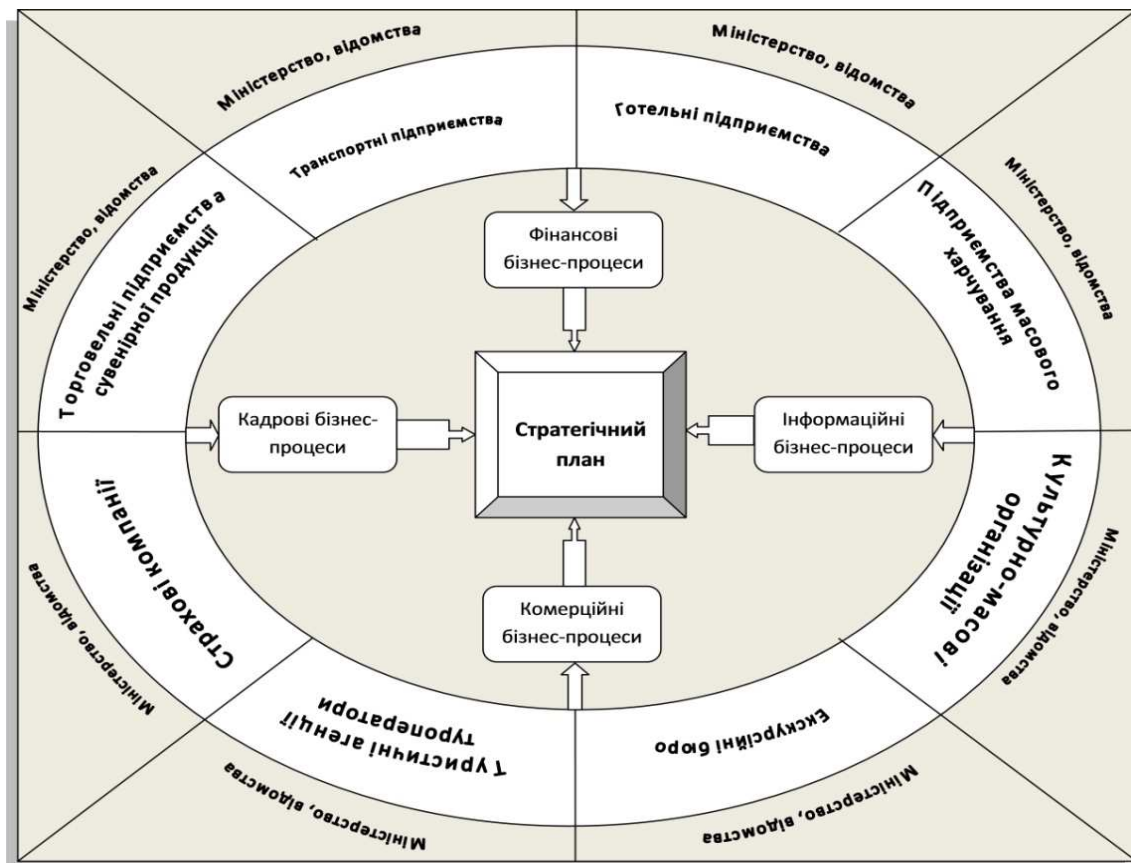 Міністерство, відомства
Міністерство, відомства
Транспортні підприємства
Готельні підприємства
Міністерство, відомства
Міністерство, відомства
Торговельні підприємства
сувенірної продукції
Підприємства масового
харчування
Фінансові
бізнес-процеси
Кадрові бізнес-
процеси
Стратегічний
план
Інформаційні
бізнес-процеси
Комерційні
бізнес-процеси
Страхові компанії
Культурно-масові
організації
Міністерство, відомства
Міністерство, відомства
Туристичні агенції
туроператори
Екскурсійні бюро
Міністерство, відомства
Міністерство, відомства